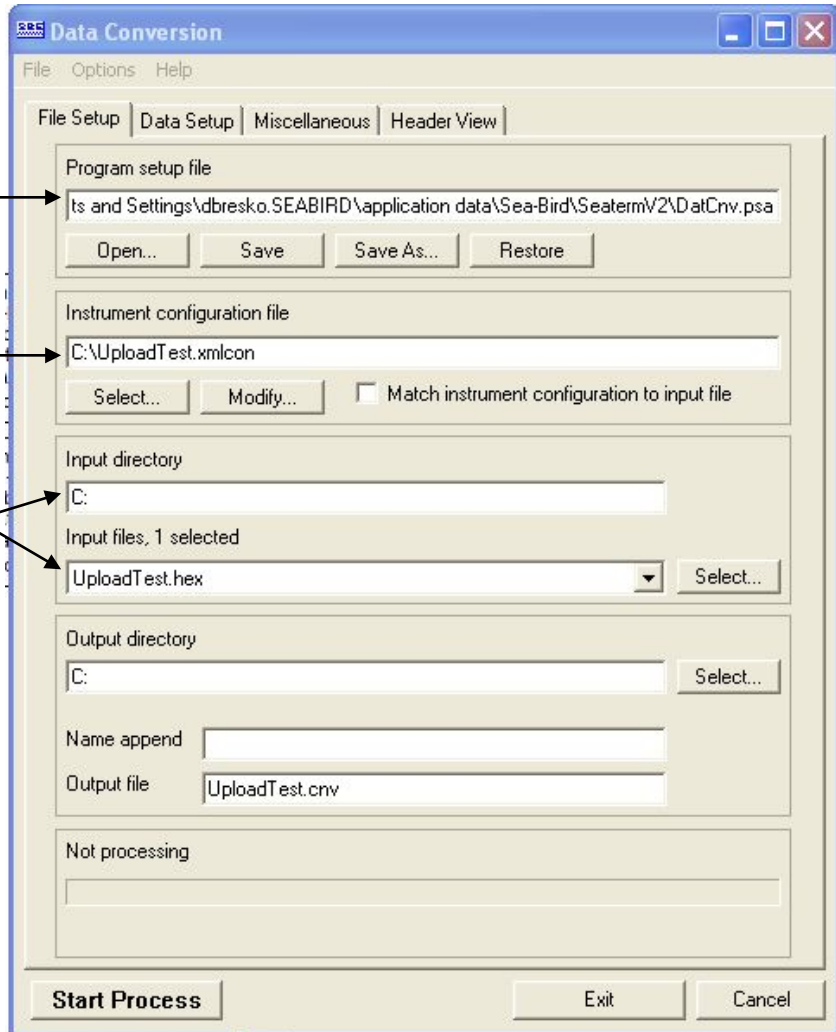 SBE Data Conversion
File Options Help
File Setup Data Setup Miscellaneous Header View
Program setup file
ts and Settings\dbresko.SEABIRD\application data\Sea-Bird\SeatermV2\DatCnv.psa
Open... Save Save As... Restore
Instrument configuration file
C:\UploadTest.xmlcon
Select... Modify... Match instrument configuration to input file
Input directory
C:
Input files, 1 selected
UploadTest.hex Select...
Output directory
C: Select...
Name append
Output file UploadTest.cnv
Not processing
Start Process Exit Cancel